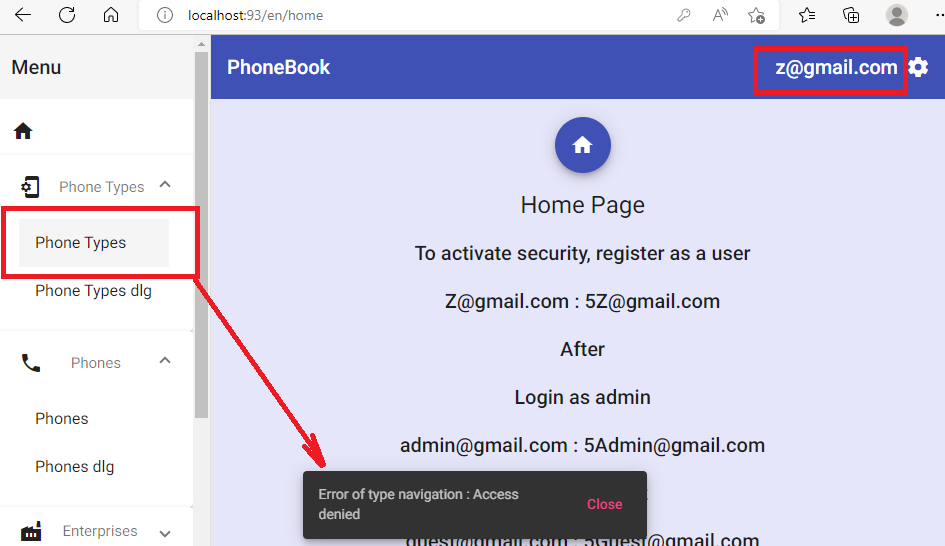 localhost:93/en/home
Menu
PhoneBook
z@gmail.com
Phone Types
Phone Types
Phone Types dlg
Phones
Phones
Phones dlg
Enterprises
Home Page
To activate security, register as a user
Z@gmail.com : 5Z@gmail.com
After
Login as admin
admin@gmail.com : 5Admin@gmail.com
Error of type navigation : Access
denied
Close
guest@gmail.com : 5Guest@gmail.com